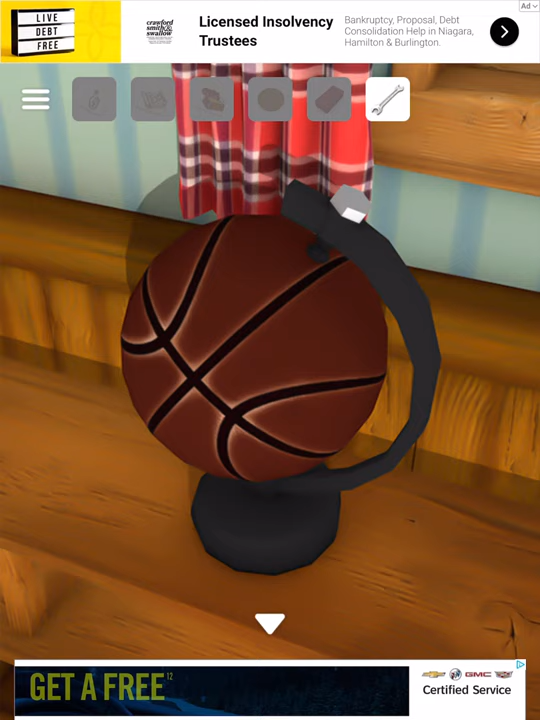 LIVE
DEBT
FREE
crawford
smith &
swallow
Licensed Insolvency
Trustees
Bankruptcy, Proposal, Debt
Consolidation Help in Niagara,
Hamilton & Burlington.
Ad
GET A FREE12
GMC
Certified Service